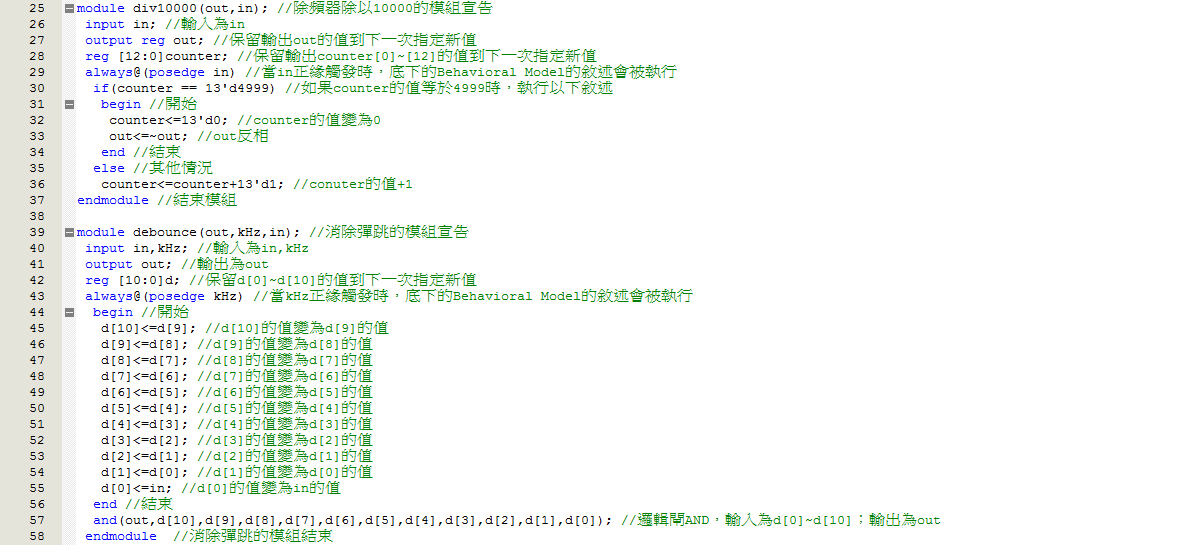 25 module div10000(out,in); //除頻器除以10000的模組宣告
26 input in; //輸入為in
27 output reg out; //保留輸出out的值到下一次指定新值
28 reg [12:0]counter; //保留輸出counter[0]~[12]的值到下一次指定新值
29 always@(posedge in) //當in正緣觸發時，底下的Behavioral Model的敘述會被執行
30 if(counter == 13'd4999) //如果counter的值等於4999時，執行以下敘述
31 begin //開始
32 counter<=13'd0; //counter的值變為0
33 out<=~out; //out反相
34 end //結束
35 else //其他情況
36 counter<=counter+13'd1; //conuter的值+1
37 endmodule //結束模組
38
39 module debounce(out,kHz,in); //消除彈跳的模組宣告
40 input in,kHz; //輸入為in,kHz
41 output out; //輸出為out
42 reg [10:0]d; //保留d[0]~d[10]的值到下一次指定新值
43 always@(posedge kHz) //當kHz正緣觸發時，底下的Behavioral Model的敘述會被執行
44 begin //開始
45 d[10]<=d[9]; //d[10]的值變為d[9]的值
46 d[9]<=d[8]; //d[9]的值變為d[8]的值
47 d[8]<=d[7]; //d[8]的值變為d[7]的值
48 d[7]<=d[6]; //d[7]的值變為d[6]的值
49 d[6]<=d[5]; //d[6]的值變為d[5]的值
50 d[5]<=d[4]; //d[5]的值變為d[4]的值
51 d[4]<=d[3]; //d[4]的值變為d[3]的值
52 d[3]<=d[2]; //d[3]的值變為d[2]的值
53 d[2]<=d[1]; //d[2]的值變為d[1]的值
54 d[1]<=d[0]; //d[1]的值變為d[0]的值
55 d[0]<=in; //d[0]的值變為in的值
56 end //結束
57 and(out,d[10],d[9],d[8],d[7],d[6],d[5],d[4],d[3],d[2],d[1],d[0]); //邏輯閘AND，輸入為d[0]~d[10]；輸出為out
58 endmodule //消除彈跳的模組結束